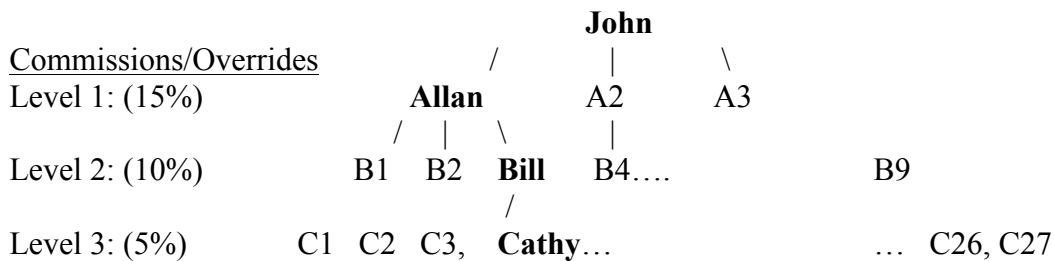 John
Commissions/Overrides / | \
Level 1: (15%) Allan A2 A3
/ | \ |
Level 2: (10%) B1 B2 Bill B4…. B9
/
Level 3: (5%) C1 C2 C3, Cathy… … C26, C27